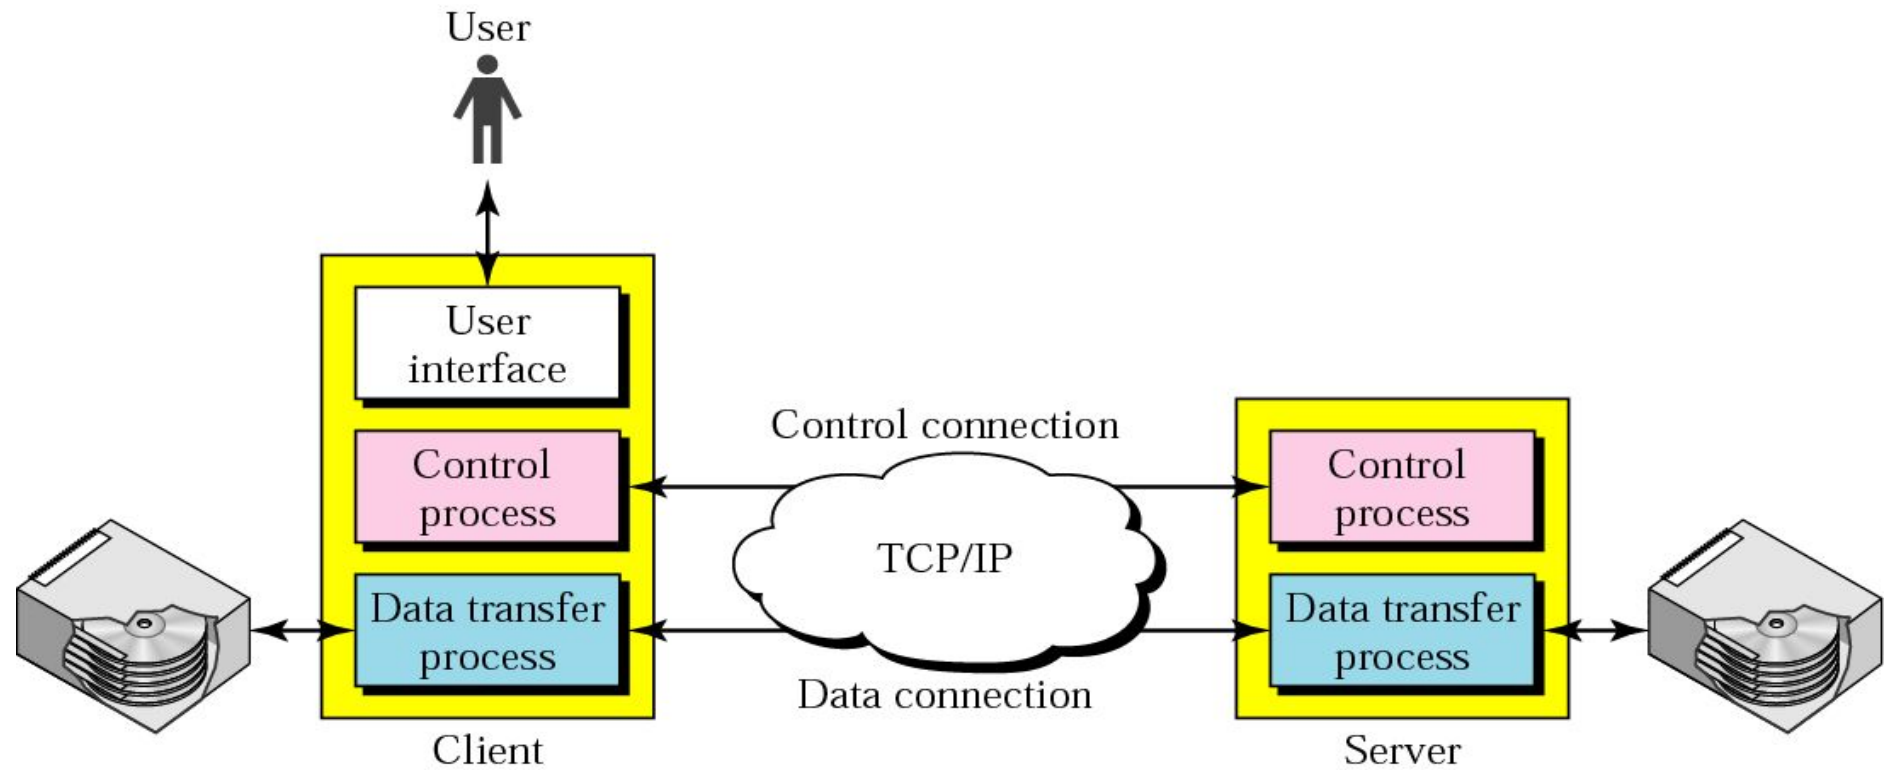 User
User
interface
Control connection
Control
process
Control
process
TCP/IP
Data transfer
process
Data transfer
process
Data connection
Client
Server